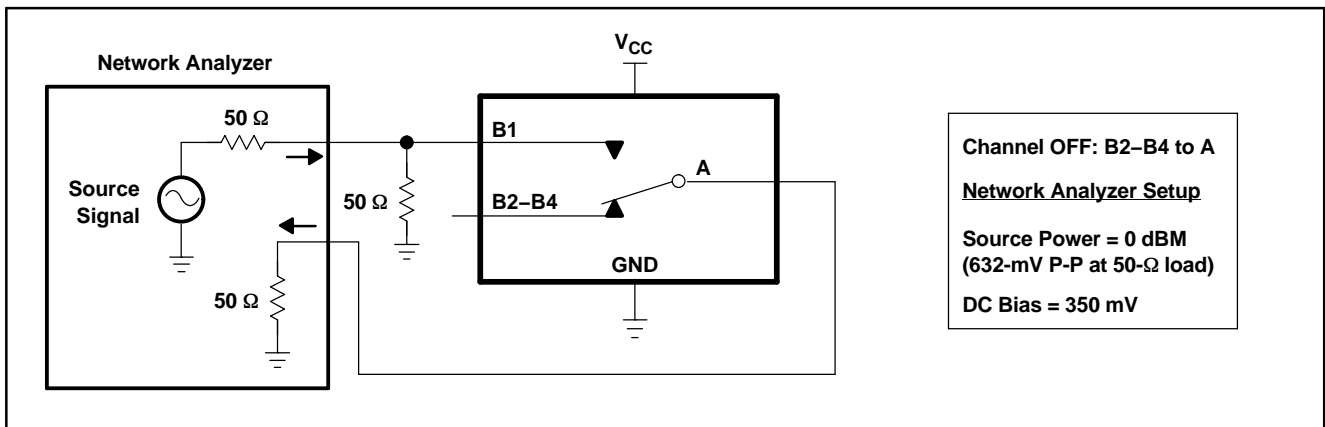 V_CC
Network Analyzer
50 Ω
B1
A
Source
Signal
50 Ω
B2–B4
GND
50 Ω
Channel OFF: B2–B4 to A
Network Analyzer Setup
Source Power = 0 dBM
(632-mV P-P at 50-Ω load)
DC Bias = 350 mV